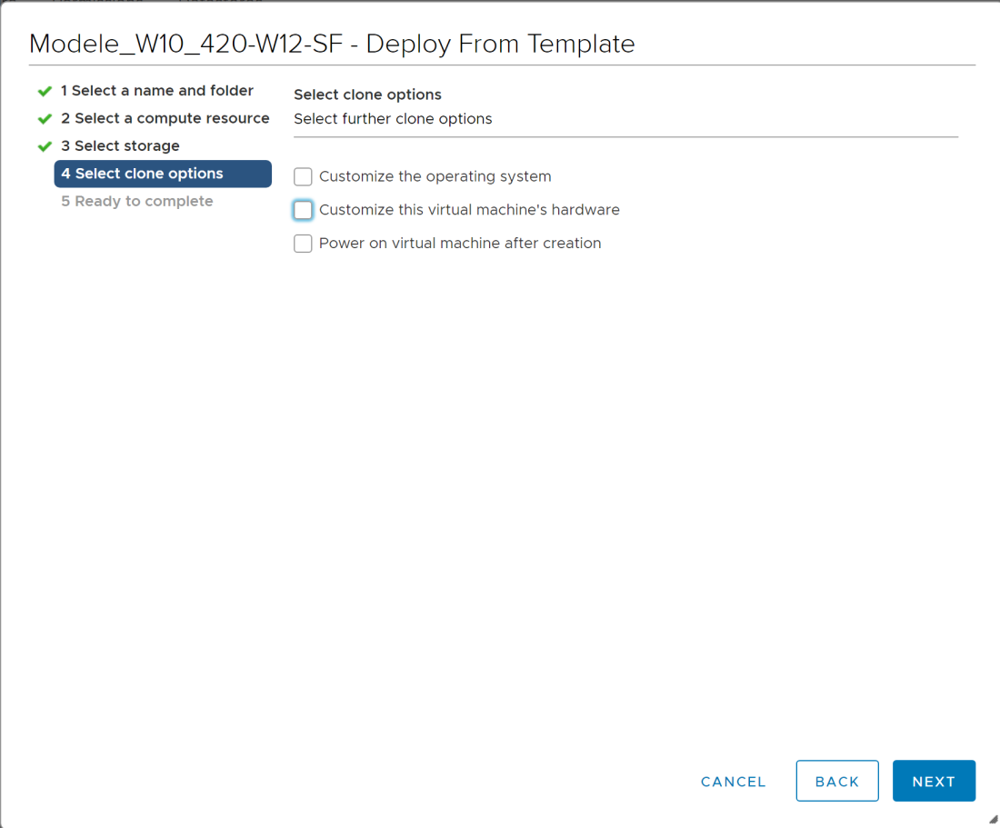 Modele_W10_420-W12-SF - Deploy From Template
1 Select a name and folder
2 Select a compute resource
3 Select storage
4 Select clone options
5 Ready to complete
Select clone options
Select further clone options
Customize the operating system
Customize this virtual machine's hardware
Power on virtual machine after creation
CANCEL
BACK
NEXT